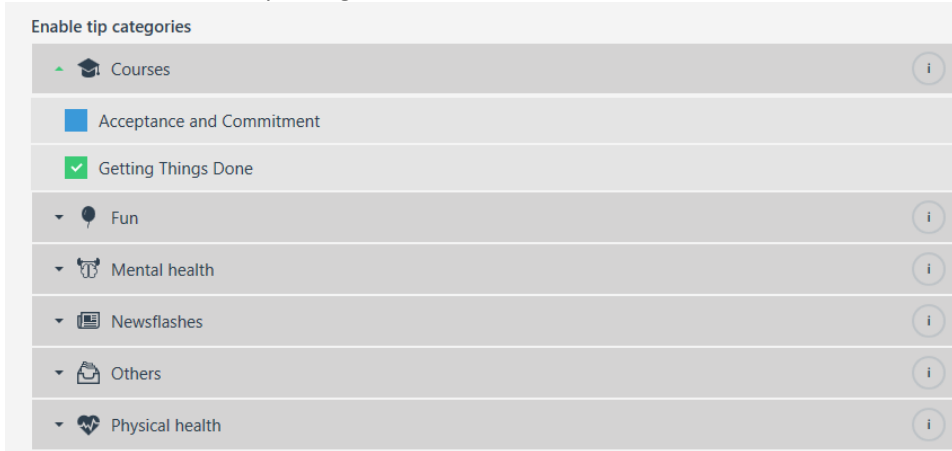 Enable tip categories
Courses i
Acceptance and Commitment
Getting Things Done
Fun i
Mental health i
Newsflashes i
Others i
Physical health i